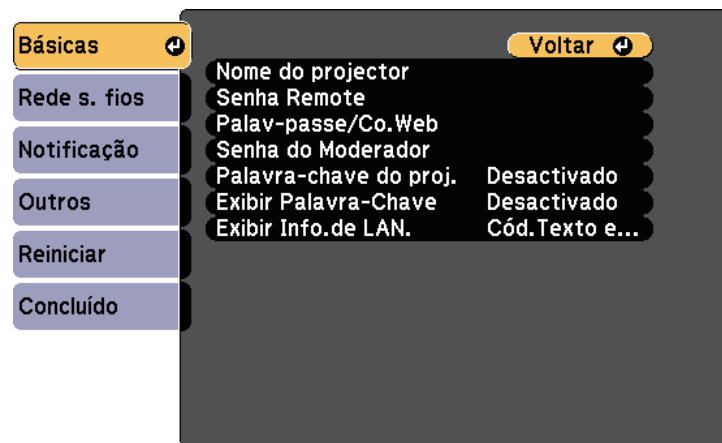 Básicas
Rede s. fios
Notificação
Outros
Reiniciar
Concluído
Voltar
Nome do projector
Senha Remote
Palav-passe/Co.Web
Senha do Moderador
Palavra-chave do proj. Desactivado
Exibir Palavra-Chave Desactivado
Exibir Info.de LAN. Cód.Texto e...